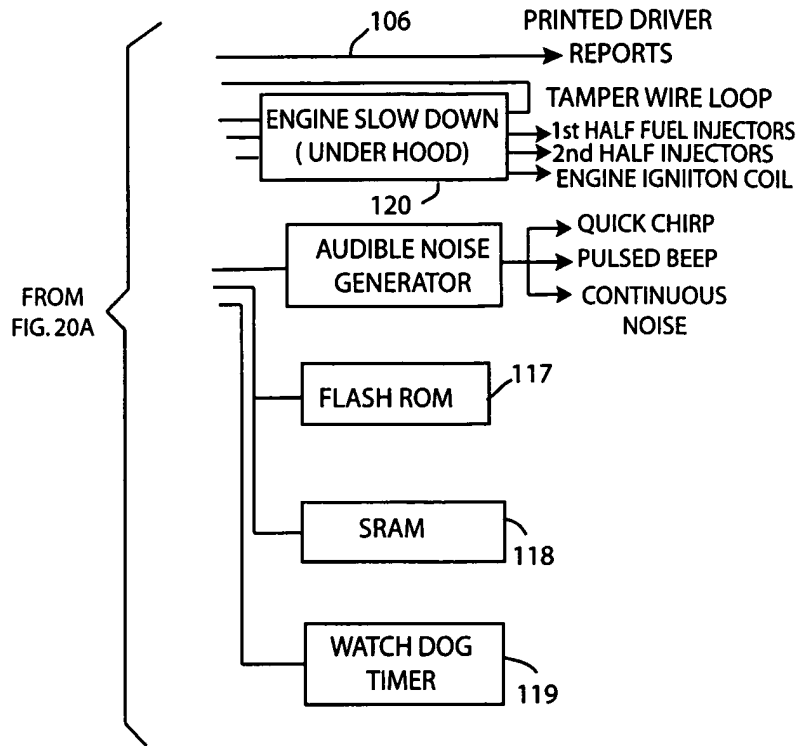 106
PRINTED DRIVER
REPORTS
TAMPER WIRE LOOP
ENGINE SLOW DOWN
( UNDER HOOD)
1st HALF FUEL INJECTORS
2nd HALF INJECTORS
ENGINE IGNIITON COIL
120
AUDIBLE NOISE
GENERATOR
QUICK CHIRP
PULSED BEEP
CONTINUOUS
NOISE
FROM
FIG. 20A
FLASH ROM
117
SRAM
118
WATCH DOG
TIMER
119